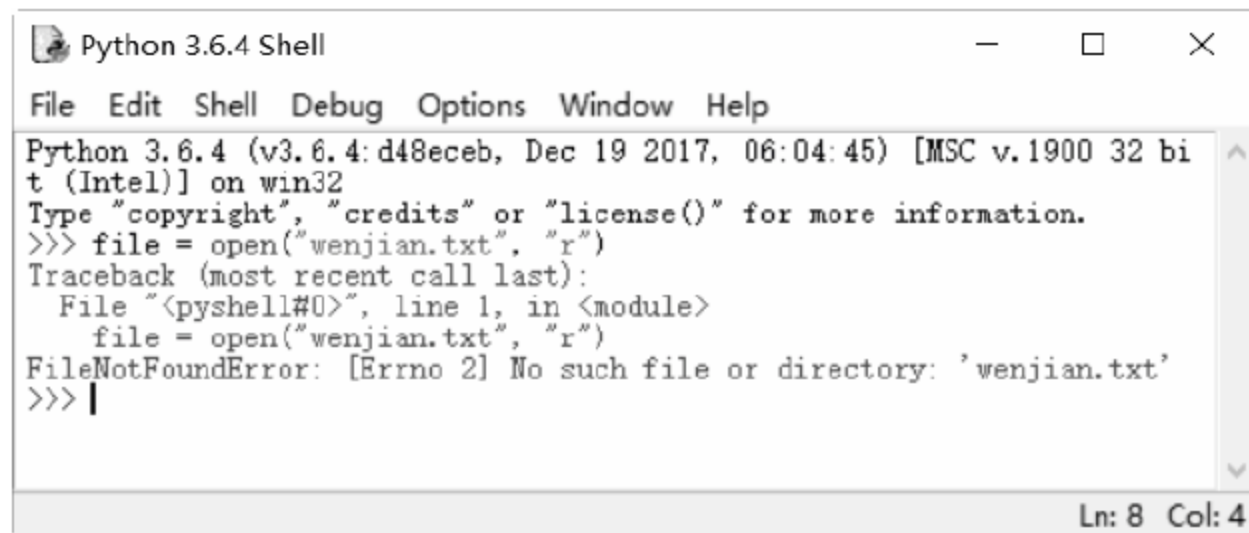 Python 3.6.4 Shell
File Edit Shell Debug Options Window Help
Python 3.6.4 (v3.6.4:d48eceb, Dec 19 2017, 06:04:45) [MSC v.1900 32 bi
t (Intel)] on win32
Type "copyright", "credits" or "license()" for more information.
>>> file = open("wenjian.txt", "r")
Traceback (most recent call last):
  File "<pyshell#0>", line 1, in <module>
    file = open("wenjian.txt", "r")
FileNotFoundError: [Errno 2] No such file or directory: 'wenjian.txt'
>>>
Ln: 8 Col: 4